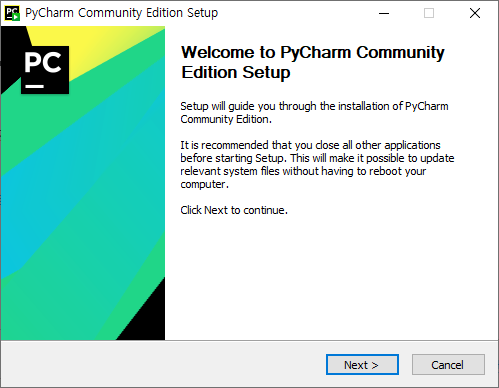 PyCharm Community Edition Setup
PC
Welcome to PyCharm Community
Edition Setup
Setup will guide you through the installation of PyCharm
Community Edition.
It is recommended that you close all other applications
before starting Setup. This will make it possible to update
relevant system files without having to reboot your
computer.
Click Next to continue.
Next >
Cancel